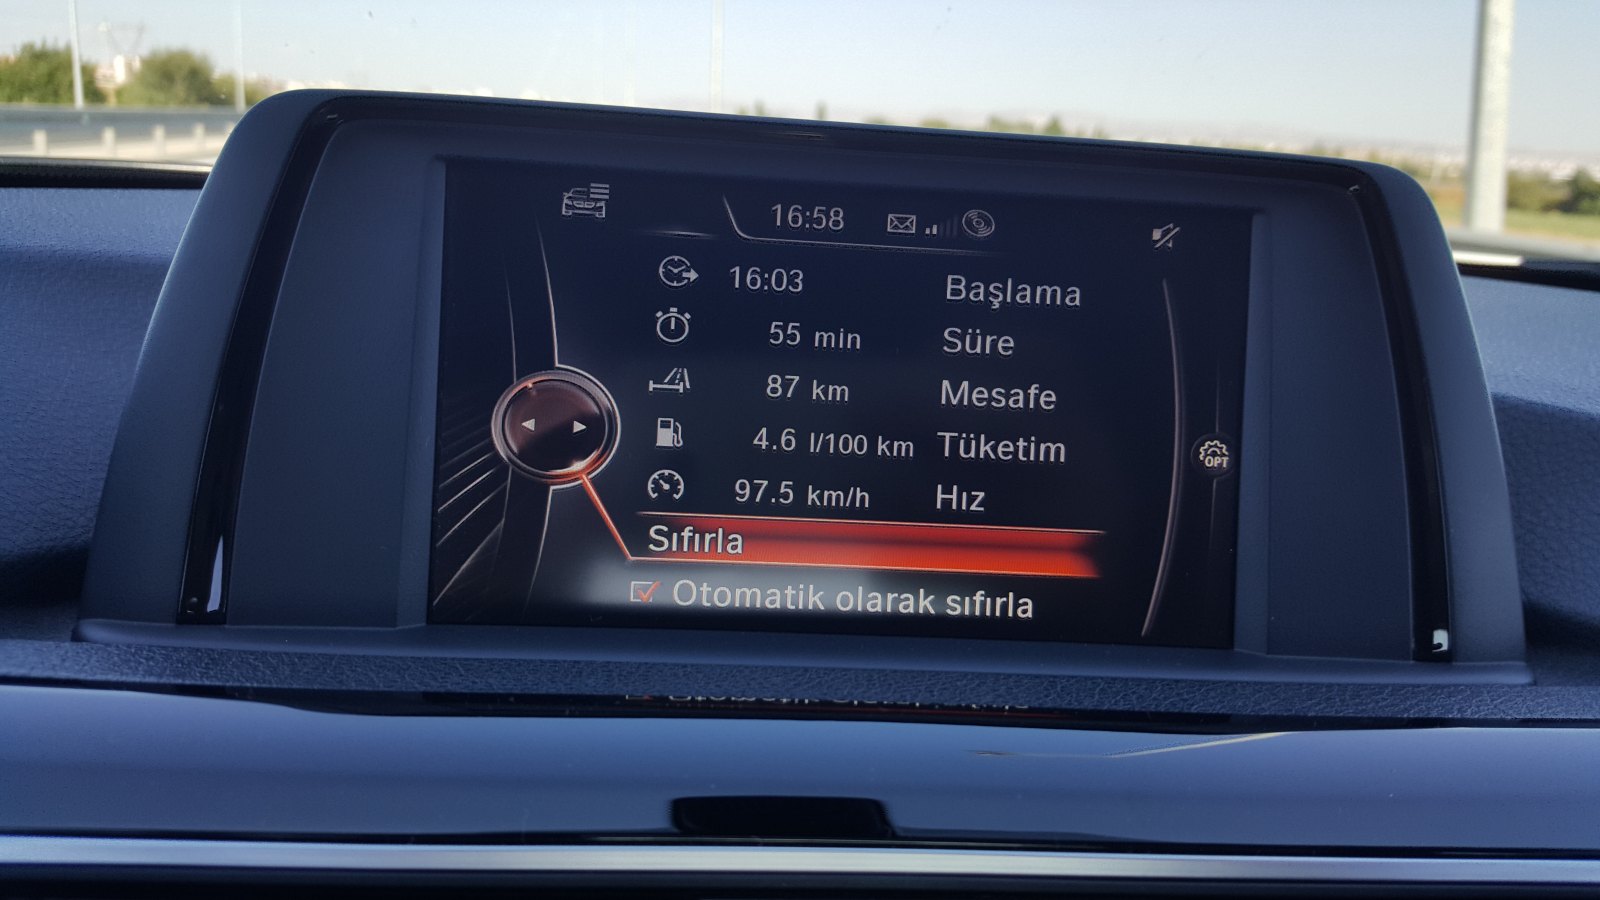 16:58
16:03 Başlama
55 min Süre
87 km Mesafe
4.6 l/100 km Tüketim
97.5 km/h Hız
OPT
Sıfırla
Otomatik olarak sıfırla